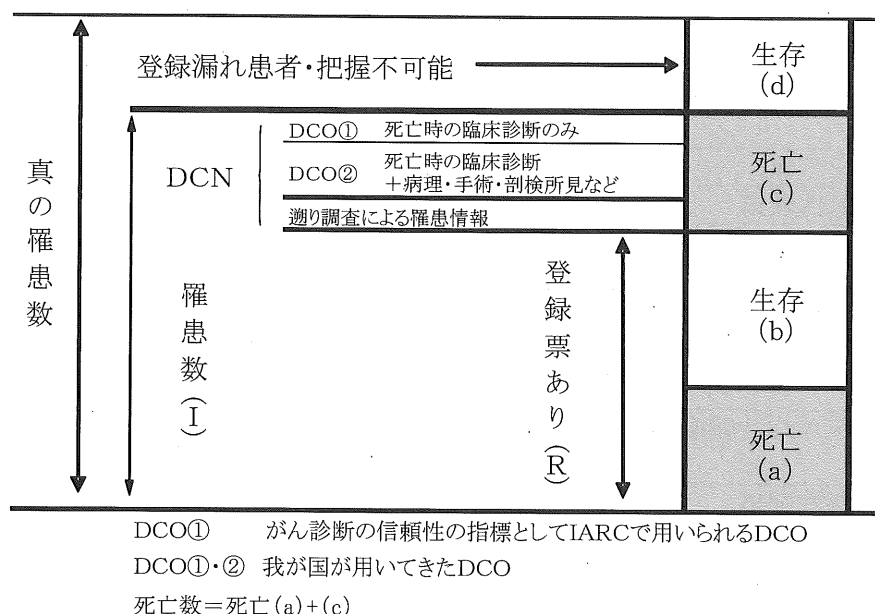 登録漏れ患者・把握不可能
生存
(d)
DCO① 死亡時の臨床診断のみ
DCN
DCO② 死亡時の臨床診断
+病理・手術・剖検所見など
遡り調査による罹患情報
死亡
(c)
真の罹患数
罹患数(I)
登録票あり(R)
生存
(b)
死亡
(a)
DCO① がん診断の信頼性の指標としてIARCで用いられるDCO
DCO①・② 我が国が用いてきたDCO
死亡数=死亡(a)+(c)